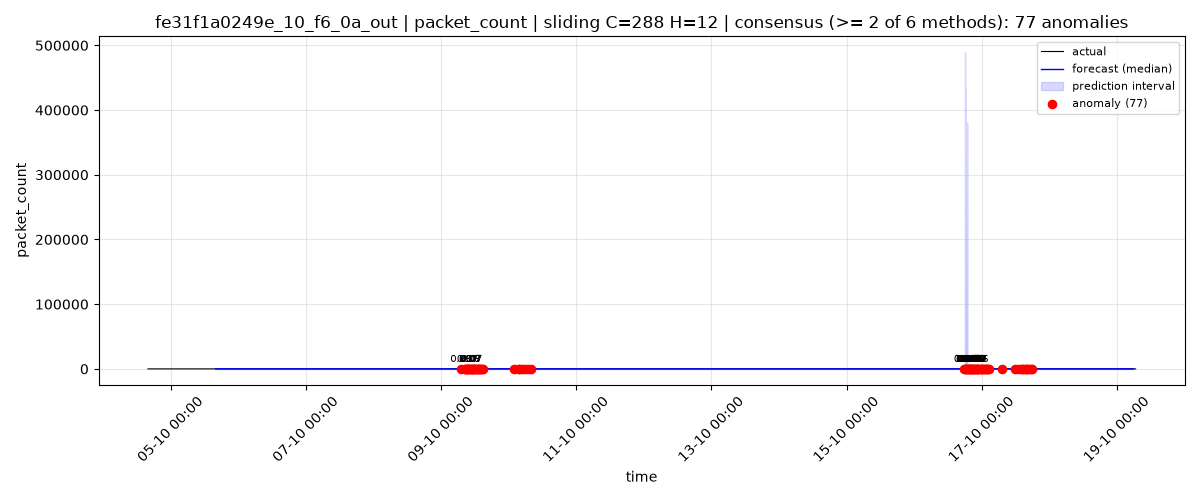 fe31f1a0249e_10_f6_0a_out | packet_count | sliding C=288 H=12 | consensus (>= 2 of 6 methods): 77 anomalies
packet_count
500000
400000
300000
200000
100000
0
actual
forecast (median)
prediction interval
anomaly (77)
05-10 00:00
07-10 00:00
09-10 00:00
11-10 00:00
13-10 00:00
15-10 00:00
17-10 00:00
19-10 00:00
time